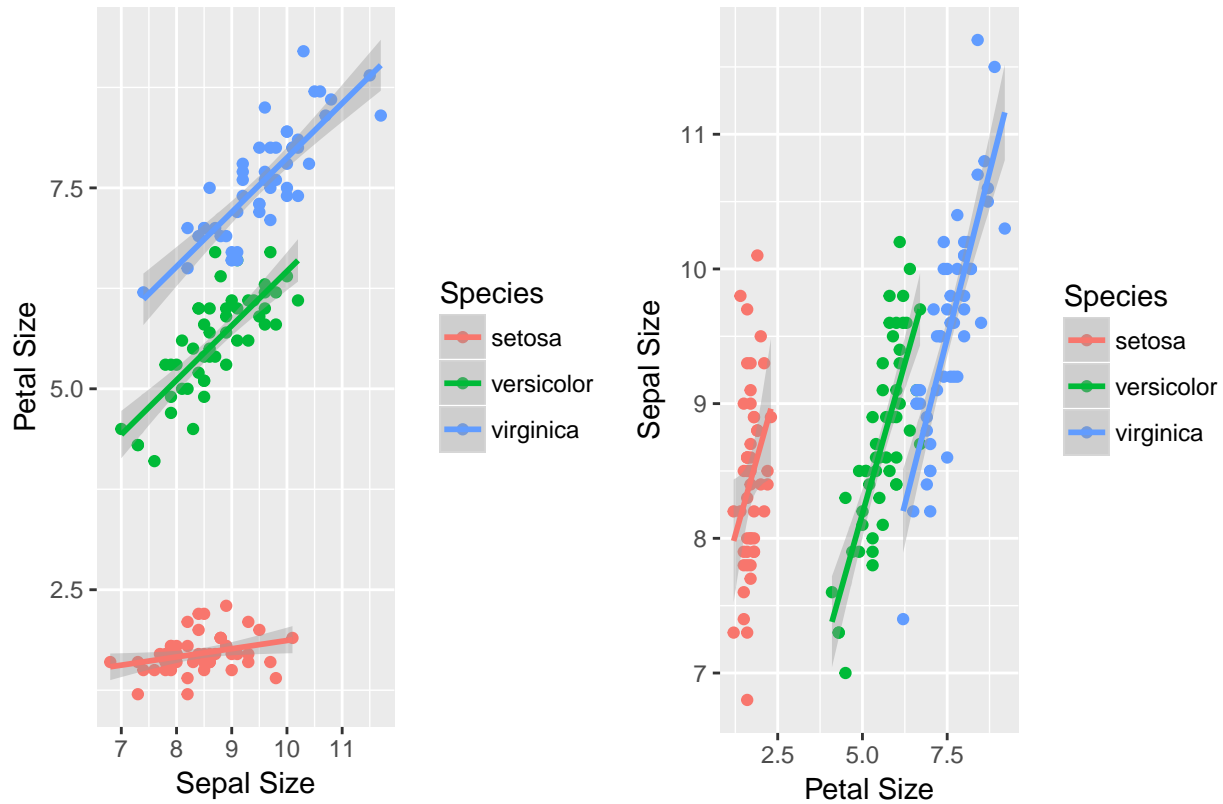 Petal Size
7.5
5.0
2.5
7 8 9 10 11
Sepal Size
Species
setosa
versicolor
virginica
Sepal Size
11
10
9
8
7
2.5 5.0 7.5
Petal Size
Species
setosa
versicolor
virginica